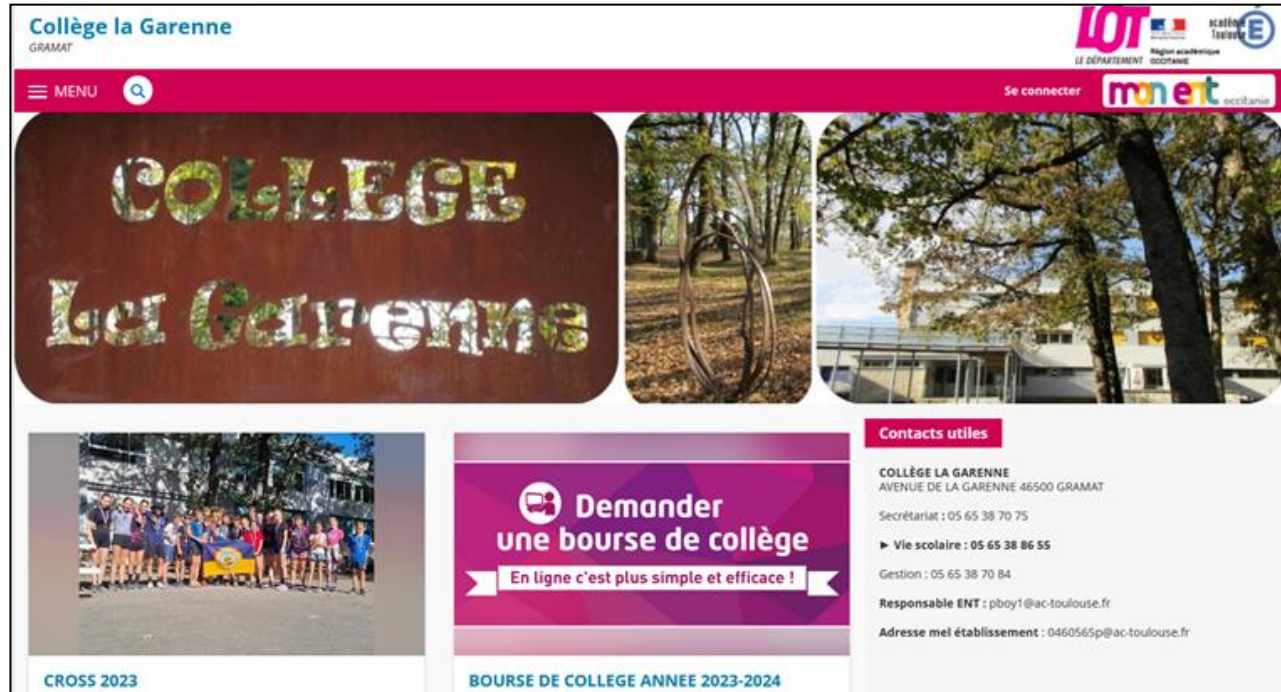 Collège la Garenne
GRAMAT
LOT
LE DÉPARTEMENT
Région académique
OCCITANIE
académie
Toulouse
É
MENU
Se connecter
mon ent occitanie
COLLEGE
La Garenne
Contacts utiles
COLLÈGE LA GARENNE
AVENUE DE LA GARENNE 46500 GRAMAT
Secrétariat : 05 65 38 70 75
► Vie scolaire : 05 65 38 86 55
Gestion : 05 65 38 70 84
Responsable ENT : pboy1@ac-toulouse.fr
Adresse mel établissement : 0460565p@ac-toulouse.fr
Demander
une bourse de collège
En ligne c'est plus simple et efficace !
CROSS 2023
BOURSE DE COLLEGE ANNEE 2023-2024